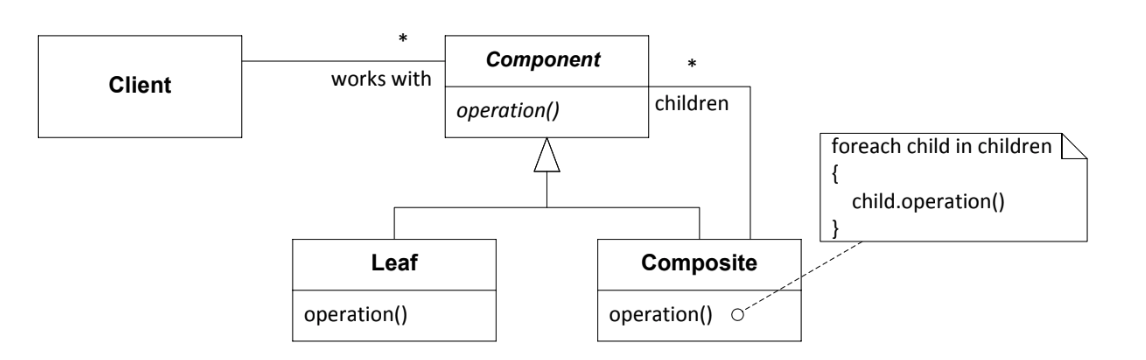 Client
*
works with
Component
operation()
*
children
foreach child in children
{
child.operation()
}
Leaf
operation()
Composite
operation()